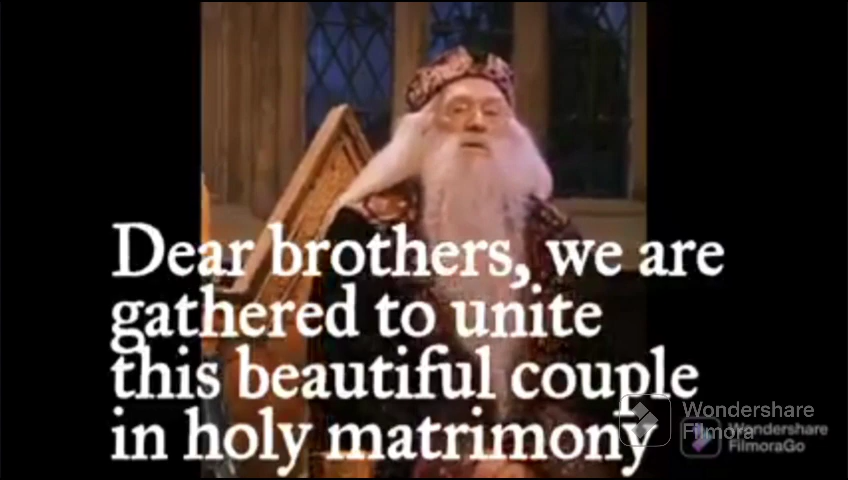 Dear brothers, we are
gathered to unite
this beautiful couple
in holy matrimony
Wondershare
Filmora
Wondershare
FilmoraGo